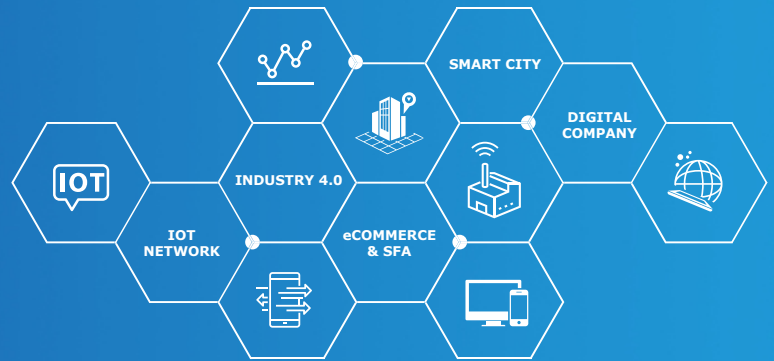 SMART CITY
DIGITAL
COMPANY
IOT
INDUSTRY 4.0
IOT
NETWORK
eCOMMERCE
& SFA